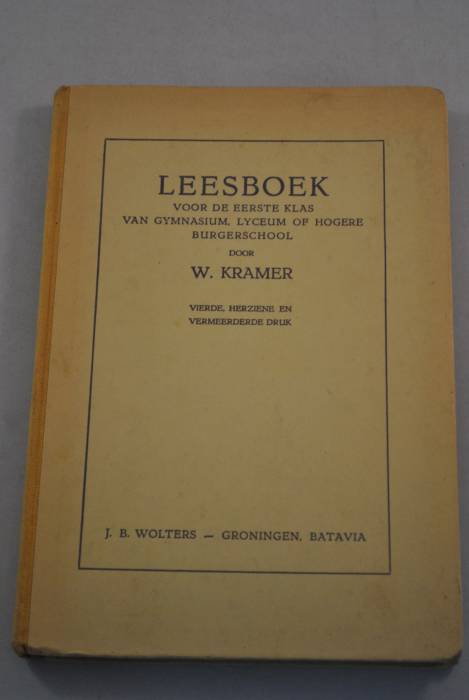 LEESBOEK
VOOR DE EERSTE KLAS
VAN GYMNASIUM, LYCEUM OF HOGERE
BURGERSCHOOL
DOOR
W. KRAMER
VIERDE, HERZIENE EN
VERMEERDERDE DRUK
J. B. WOLTERS — GRONINGEN, BATAVIA